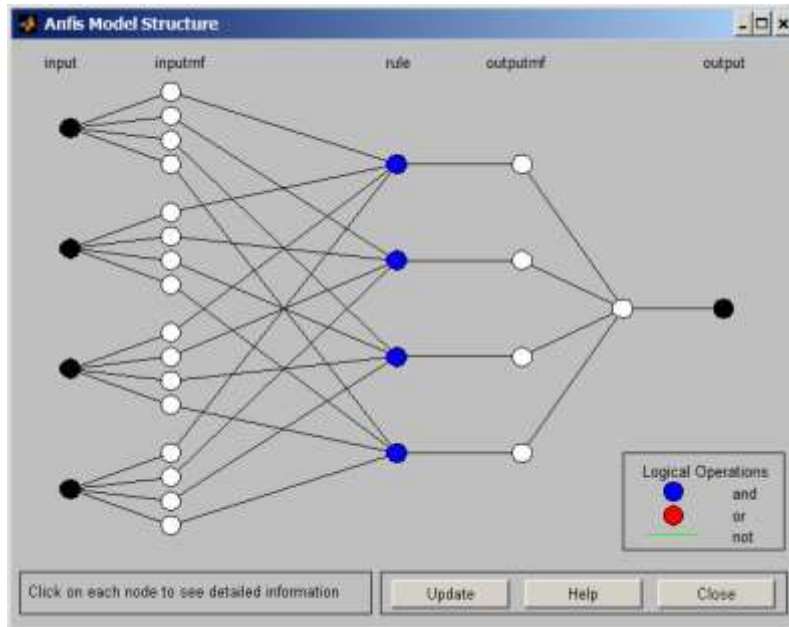 Anfis Model Structure
input inputmf rule outputmf output
Logical Operations
and
or
not
Click on each node to see detailed information
Update Help Close